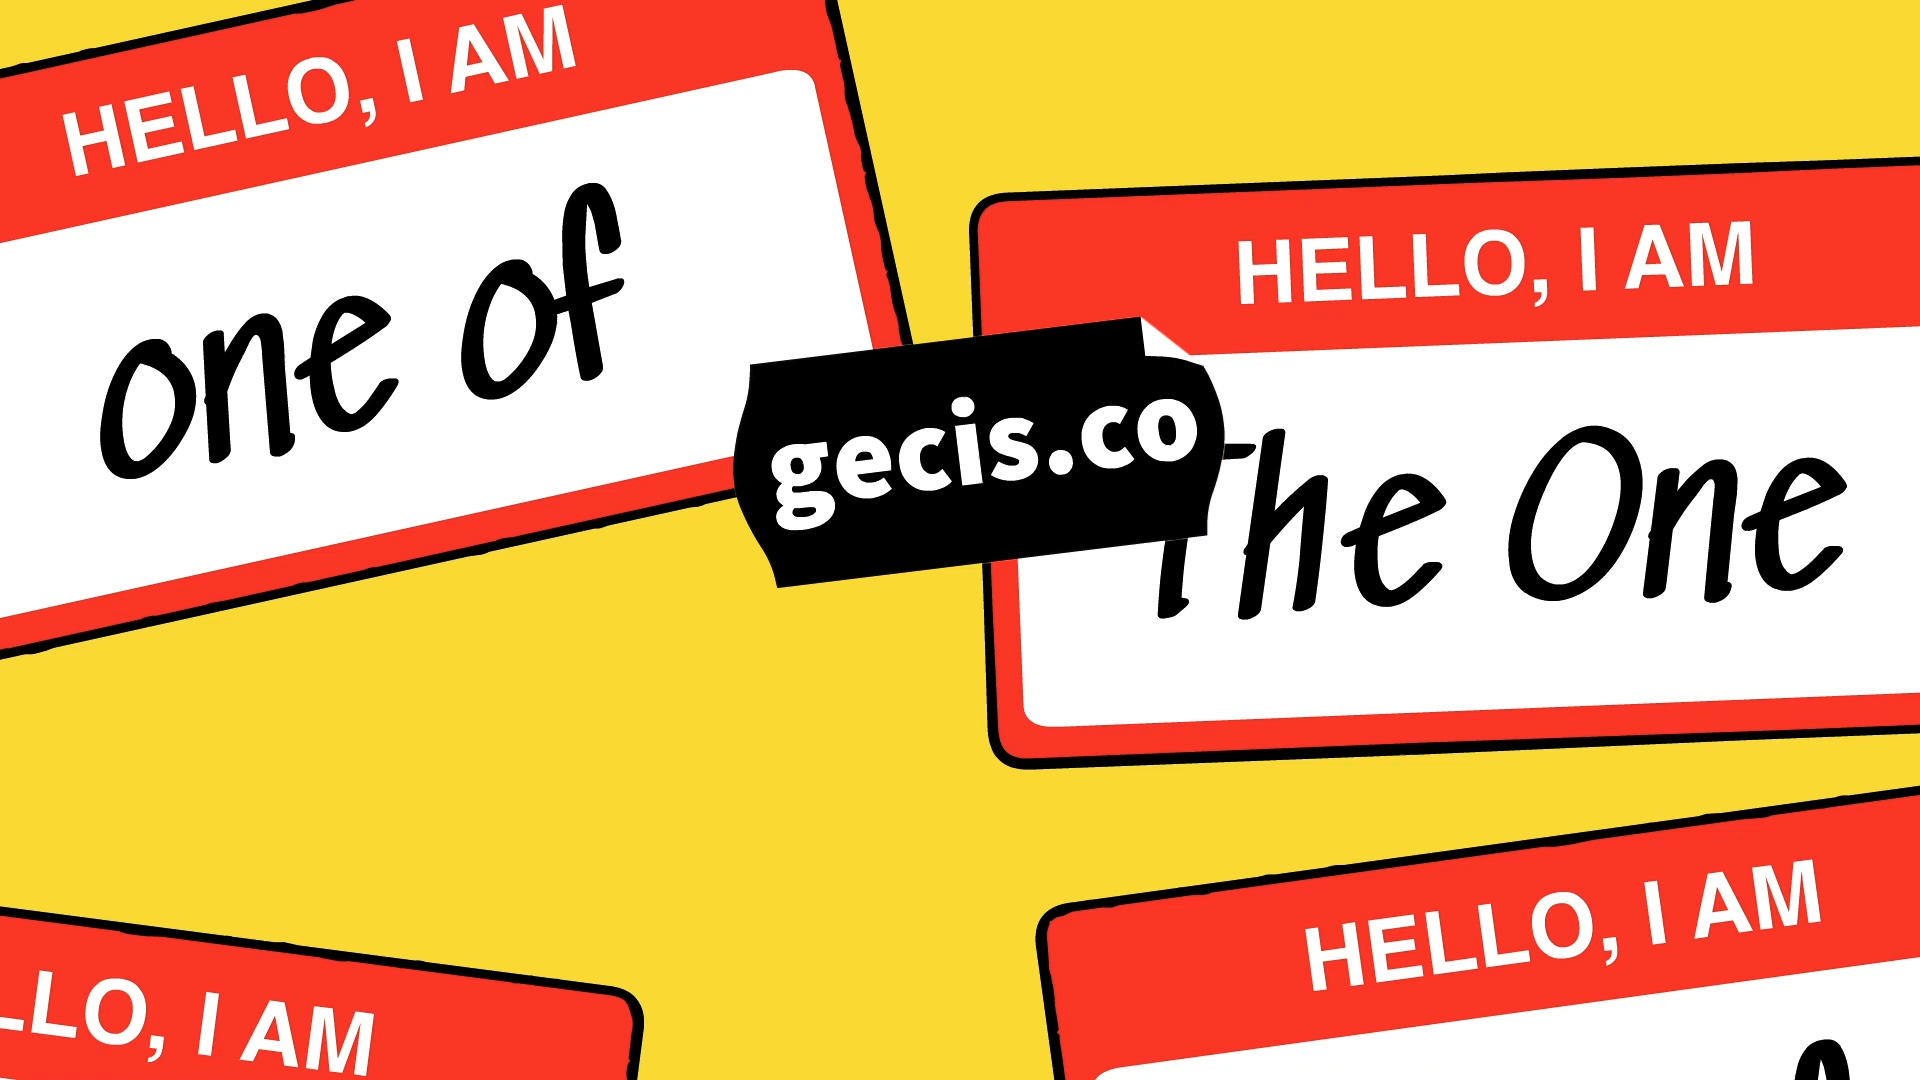 HELLO, I AM
one of
HELLO, I AM
The One
gecis.co
LLO, I AM
HELLO, I AM